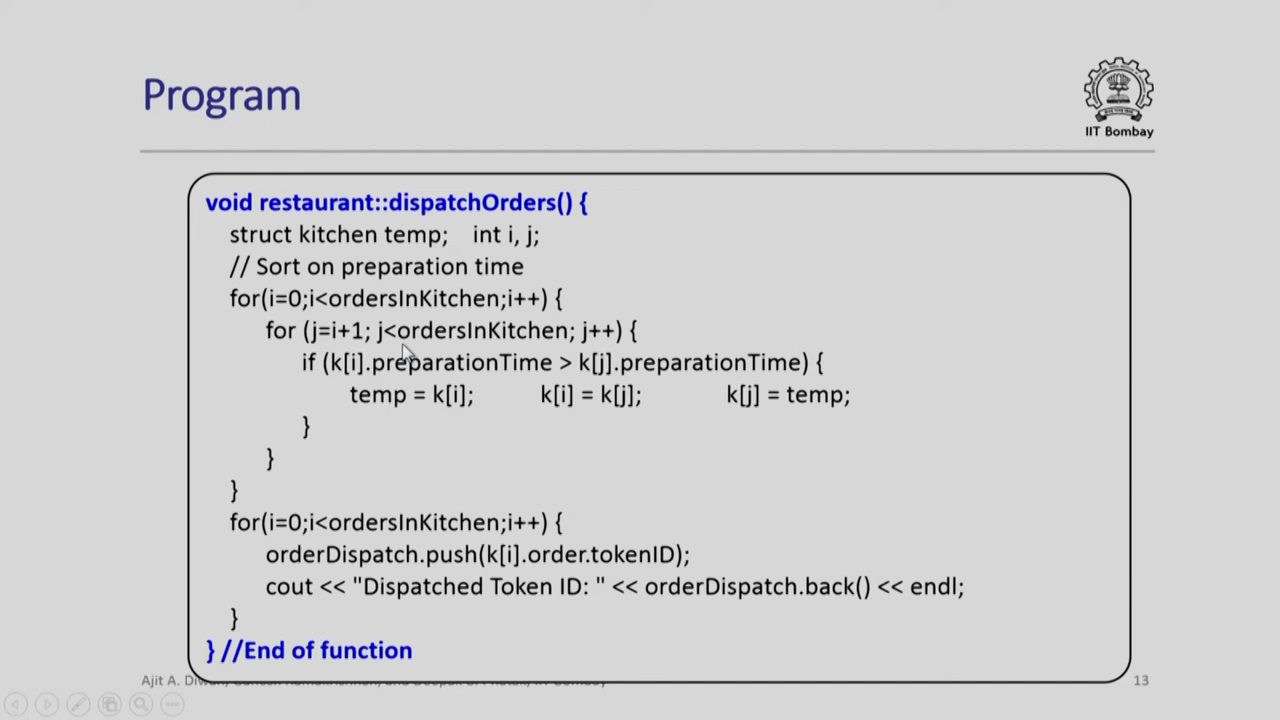 Program
IIT Bombay
void restaurant::dispatchOrders() {
struct kitchen temp; int i, j;
// Sort on preparation time
for(i=0;i<ordersInKitchen;i++) {
for (j=i+1; j<ordersInKitchen; j++) {
if (k[i].preparationTime > k[j].preparationTime) {
temp = k[i]; k[i] = k[j]; k[j] = temp;
}
}
}
for(i=0;i<ordersInKitchen;i++) {
orderDispatch.push(k[i].order.tokenID);
cout << "Dispatched Token ID: " << orderDispatch.back() << endl;
}
} //End of function
Ajit A. 13